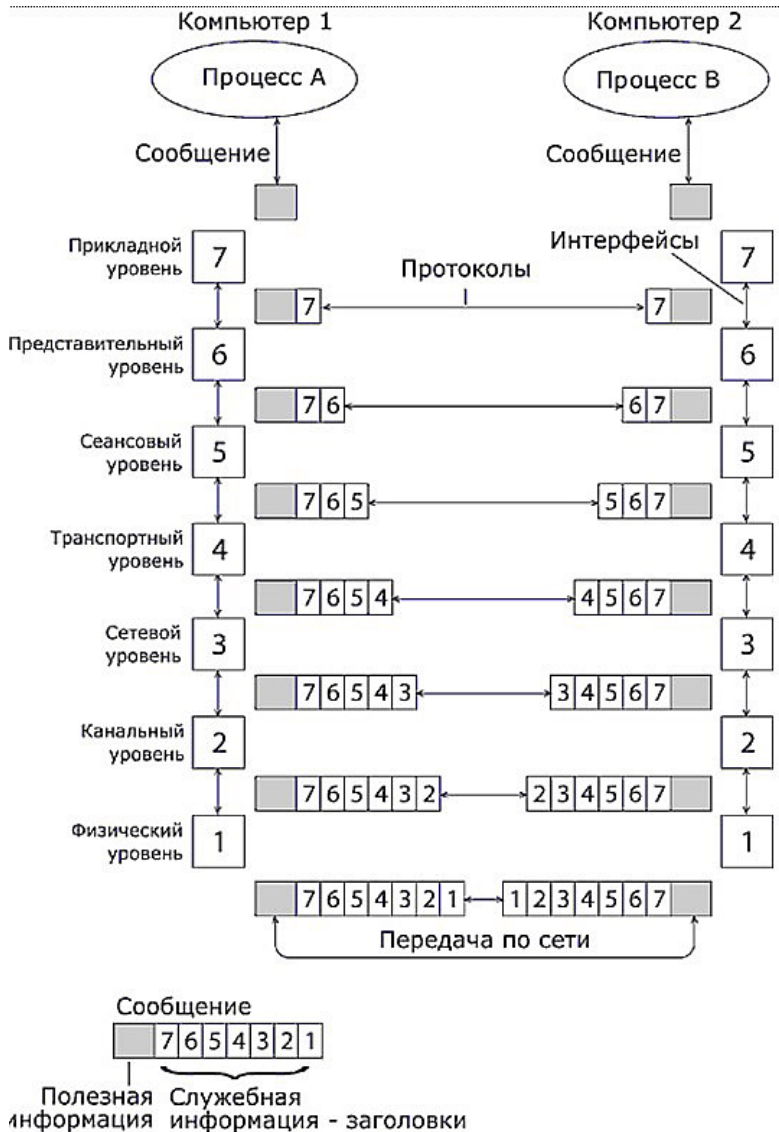 Компьютер 1 Компьютер 2
Процесс А Процесс В
Сообщение Сообщение
Прикладной уровень 7 Интерфейсы 7
Протоколы
7 7
Представительный уровень 6 6
7 6 6 7
Сеансовый уровень 5 5
7 6 5 5 6 7
Транспортный уровень 4 4
7 6 5 4 4 5 6 7
Сетевой уровень 3 3
7 6 5 4 3 3 4 5 6 7
Канальный уровень 2 2
7 6 5 4 3 2 2 3 4 5 6 7
Физический уровень 1 1
7 6 5 4 3 2 1 1 2 3 4 5 6 7
Передача по сети
Сообщение
7 6 5 4 3 2 1
Полезная Служебная
информация информация - заголовки